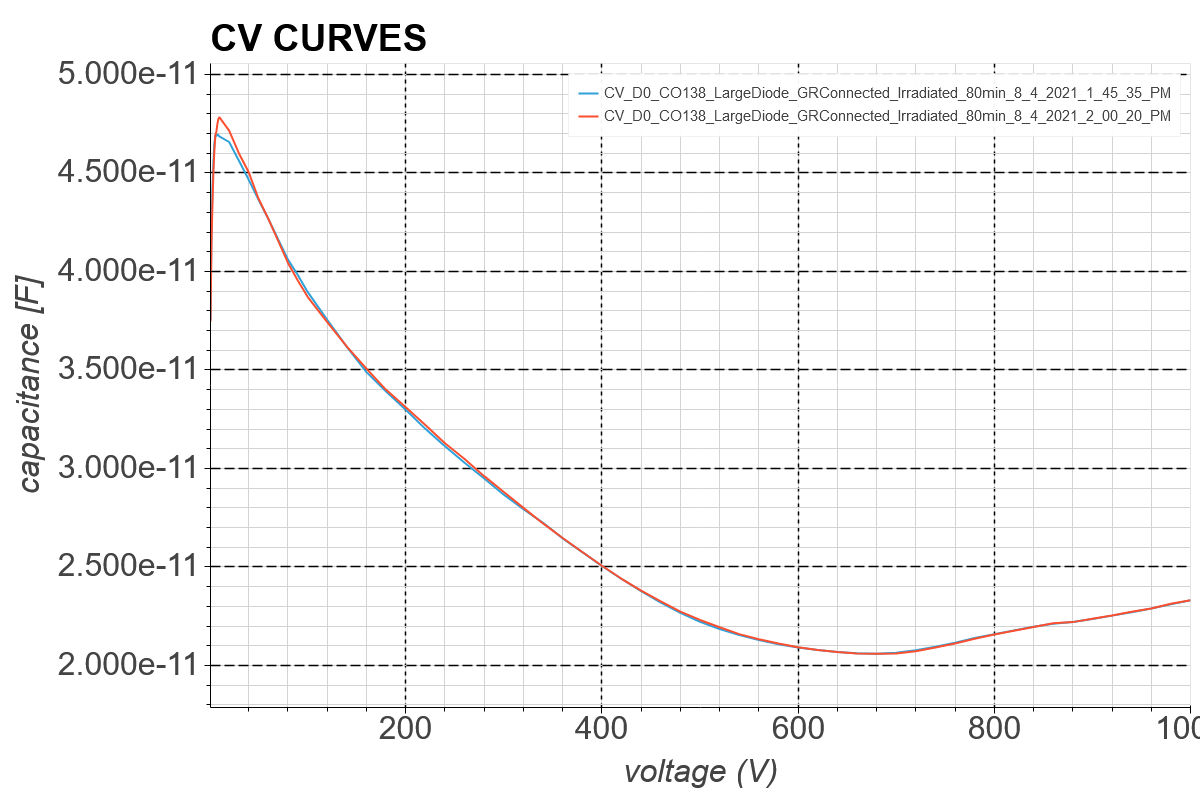 CV CURVES
5.000e-11
CV_D0_CO138_LargeDiode_GRConnected_Irradiated_80min_8_4_2021_1_45_35_PM
CV_D0_CO138_LargeDiode_GRConnected_Irradiated_80min_8_4_2021_2_00_20_PM
4.500e-11
4.000e-11
capacitance [F]
3.500e-11
3.000e-11
2.500e-11
2.000e-11
200 400 600 800 100
voltage (V)